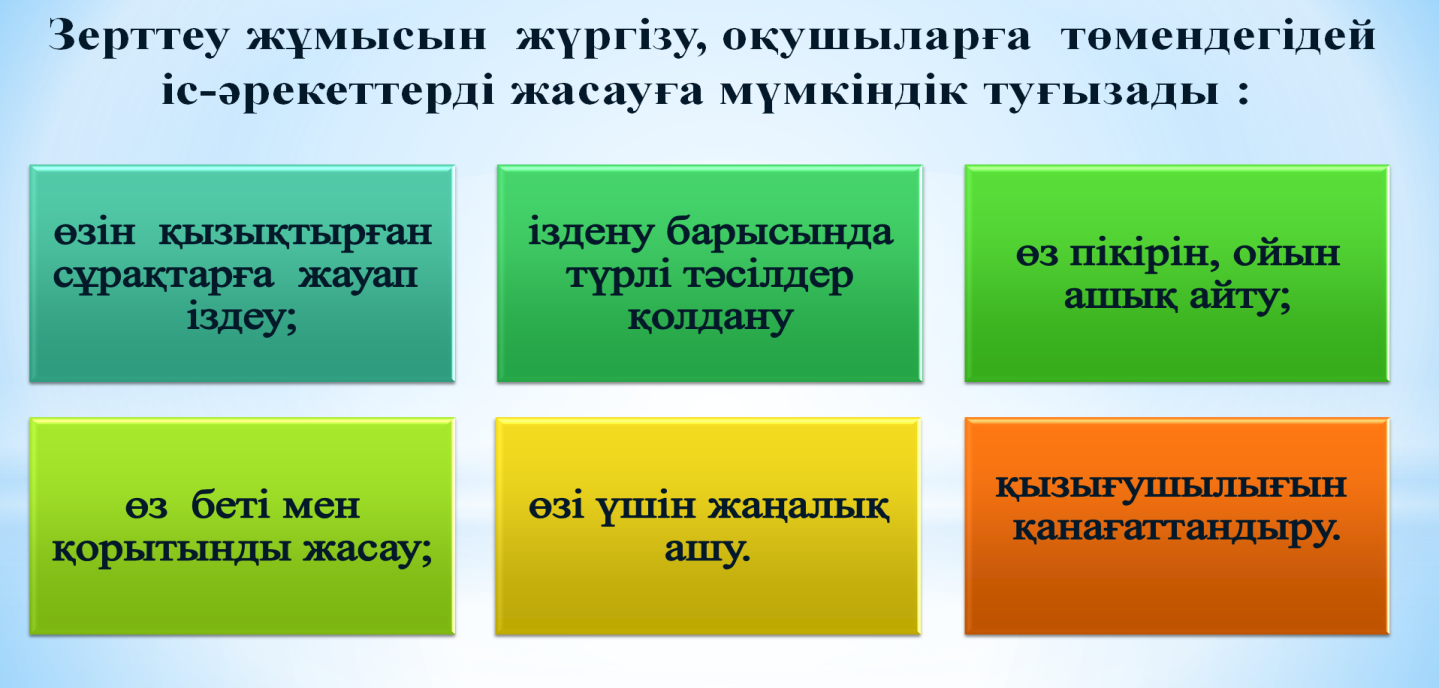 Зерттеу жұмысын жүргізу, оқушыларға төмендегідей
іс-әрекеттерді жасауға мүмкіндік туғызады :
өзін қызықтырған
сұрақтарға жауап
іздеу;
іздену барысында
түрлі тәсілдер
қолдану
өз пікірін, ойын
ашық айту;
өз беті мен
қорытынды жасау;
өзі үшін жаңалық
ашу.
қызығушылығын
қанағаттандыру.